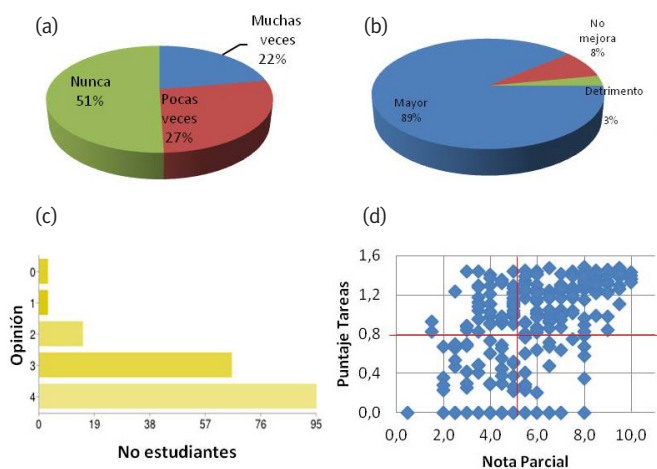 (a)
Muchas
veces
22%
Nunca
51%
Pocas
veces
27%
(b)
No
mejora
8%
Detrimento
3%
Mayor
89%
(c)
Opinión
0
1
2
3
4
0 19 38 57 76 95
No estudiantes
(d)
Puntaje Tareas
1,6
1,2
0,8
0,4
0,0
0,0 2,0 4,0 6,0 8,0 10,0
Nota Parcial